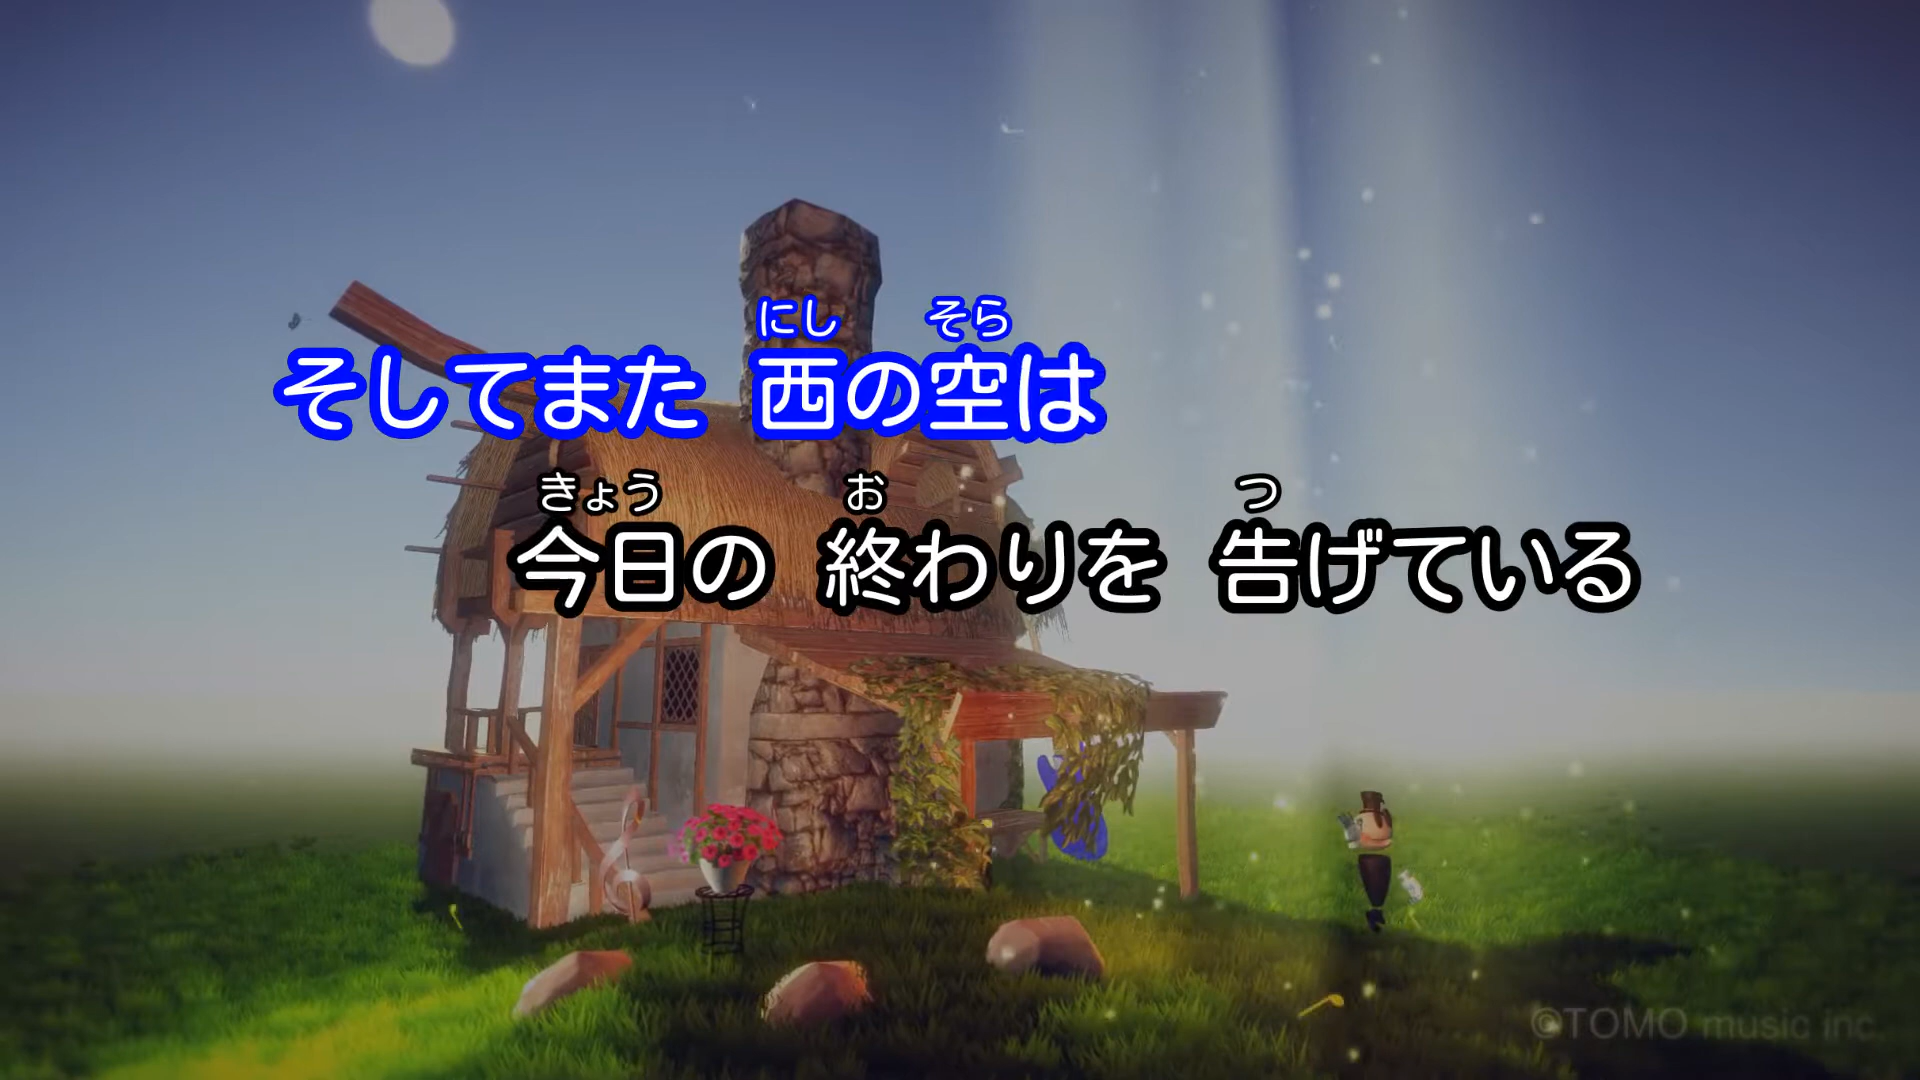 にし そら
そしてまた 西の空は
きょう お つ
今日の 終わりを 告げている
©TOMO music inc.